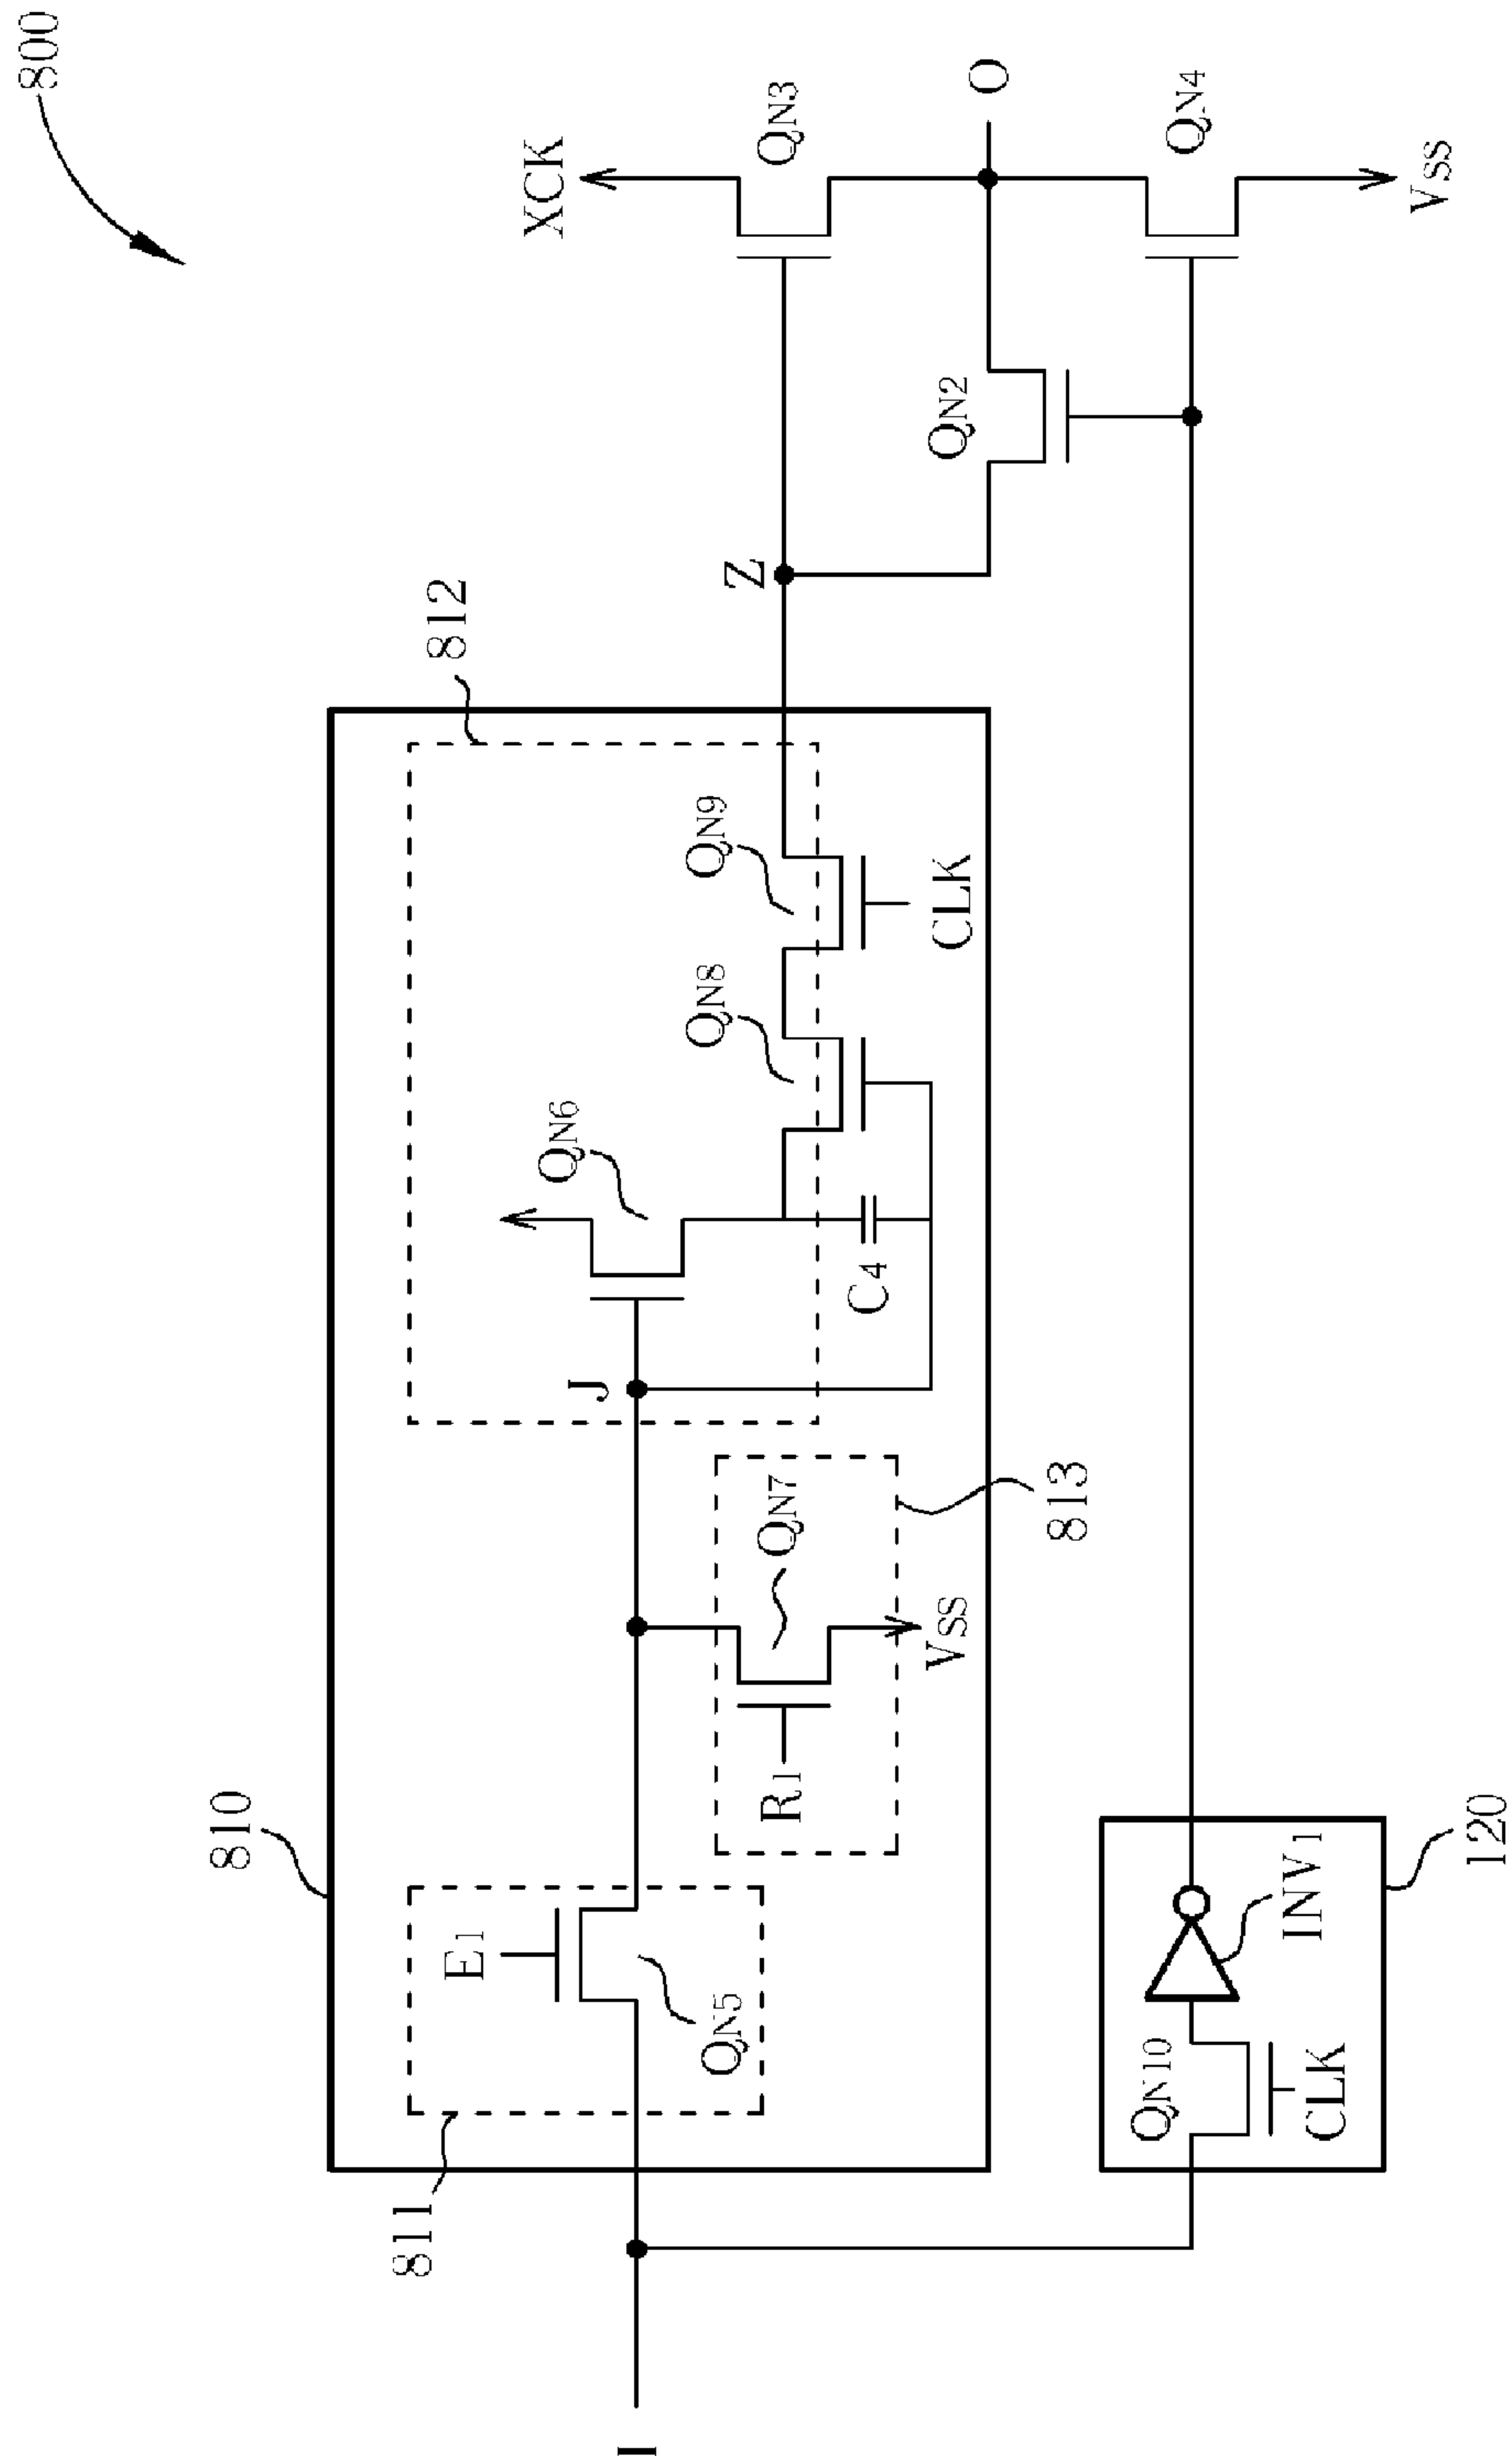 800
810
812
811
E1
QN5
J
QN6
QN8
QN9
Z
XCK
QN3
R1
QN7
C4
CLK
VSS
813
I
QN2
O
QN10
CLK
INV1
120
QN4
VSS